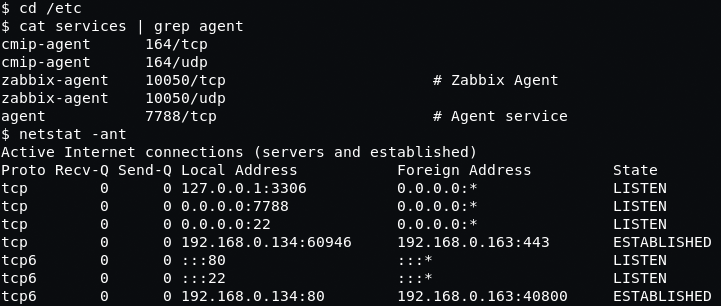 $ cd /etc
$ cat services | grep agent
cmip-agent      164/tcp
cmip-agent      164/udp
zabbix-agent    10050/tcp                       # Zabbix Agent
zabbix-agent    10050/udp
agent           7788/tcp                        # Agent service
$ netstat -ant
Active Internet connections (servers and established)
Proto Recv-Q Send-Q Local Address           Foreign Address         State
tcp        0      0 127.0.0.1:3306          0.0.0.0:*               LISTEN
tcp        0      0 0.0.0.0:7788            0.0.0.0:*               LISTEN
tcp        0      0 0.0.0.0:22              0.0.0.0:*               LISTEN
tcp        0      0 192.168.0.134:60946     192.168.0.163:443       ESTABLISHED
tcp6       0      0 :::80                   :::*                    LISTEN
tcp6       0      0 :::22                   :::*                    LISTEN
tcp6       0      0 192.168.0.134:80        192.168.0.163:40800     ESTABLISHED